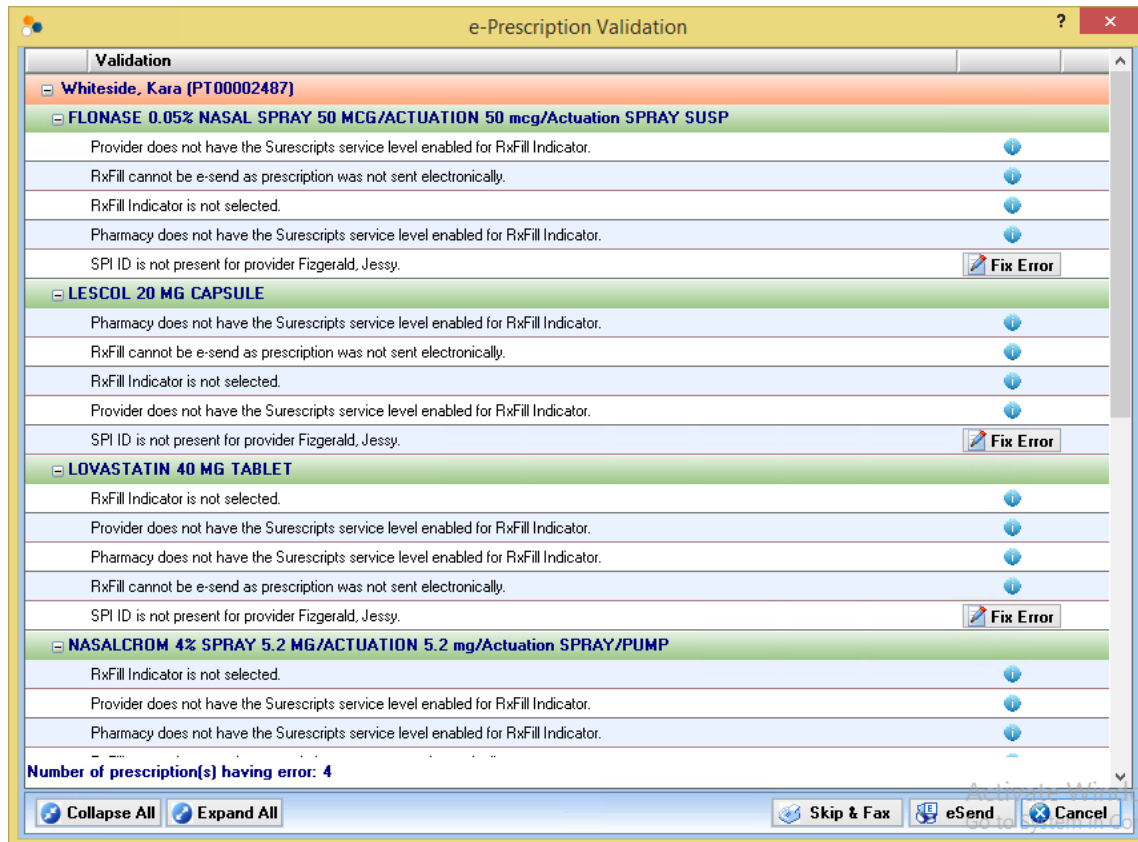 e-Prescription Validation ?
Validation
Whiteside, Kara (PT00002487)
FLONASE 0.05% NASAL SPRAY 50 MCG/ACTUATION 50 mcg/Actuation SPRAY SUSP
Provider does not have the Surescripts service level enabled for RxFill Indicator.
RxFill cannot be e-send as prescription was not sent electronically.
RxFill Indicator is not selected.
Pharmacy does not have the Surescripts service level enabled for RxFill Indicator.
SPI ID is not present for provider Fizgerald, Jessy. Fix Error
LESCOL 20 MG CAPSULE
Pharmacy does not have the Surescripts service level enabled for RxFill Indicator.
RxFill cannot be e-send as prescription was not sent electronically.
RxFill Indicator is not selected.
Provider does not have the Surescripts service level enabled for RxFill Indicator.
SPI ID is not present for provider Fizgerald, Jessy. Fix Error
LOVASTATIN 40 MG TABLET
RxFill Indicator is not selected.
Provider does not have the Surescripts service level enabled for RxFill Indicator.
Pharmacy does not have the Surescripts service level enabled for RxFill Indicator.
RxFill cannot be e-send as prescription was not sent electronically.
SPI ID is not present for provider Fizgerald, Jessy. Fix Error
NASALCROM 4% SPRAY 5.2 MG/ACTUATION 5.2 mg/Actuation SPRAY/PUMP
RxFill Indicator is not selected.
Provider does not have the Surescripts service level enabled for RxFill Indicator.
Pharmacy does not have the Surescripts service level enabled for RxFill Indicator.
Number of prescription(s) having error: 4
Collapse All Expand All Skip & Fax eSend Cancel